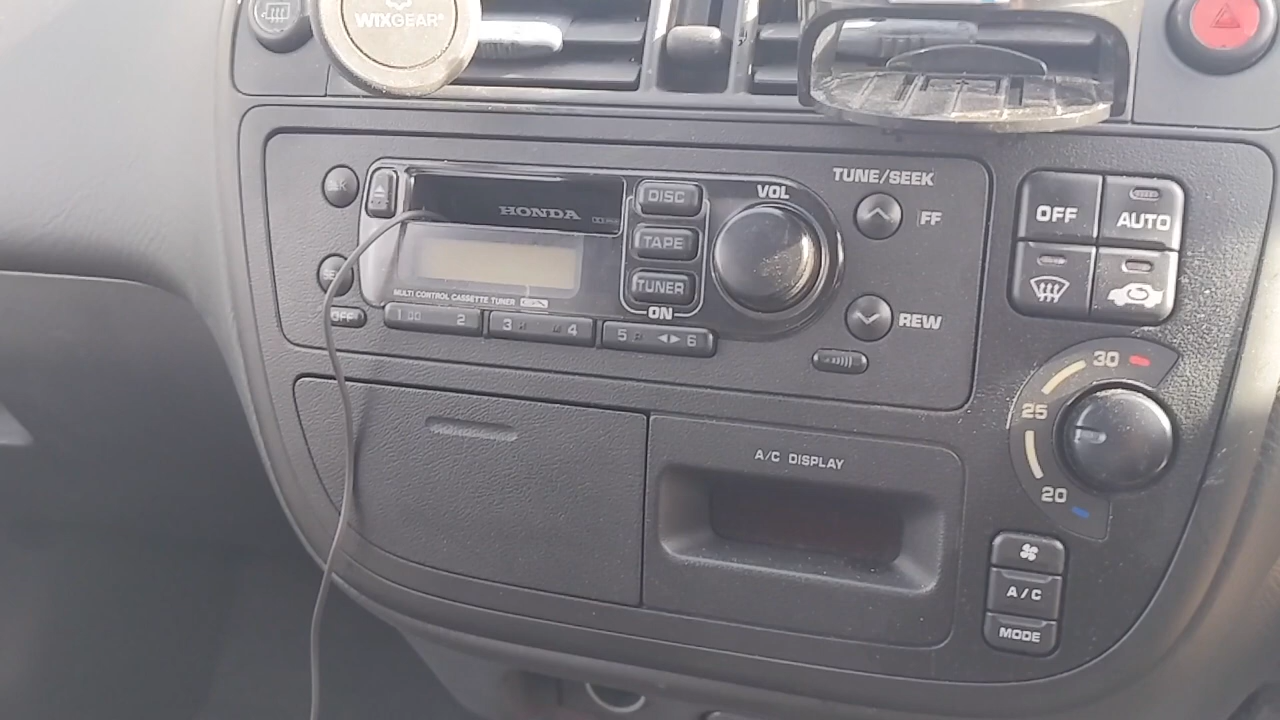 WIXGEAR
HONDA
MULTI CONTROL CASSETTE TUNER
DISC
TAPE
TUNER
ON
VOL
TUNE/SEEK
FF
REW
OFF
1 2
3 4
5 6
OFF
AUTO
30
25
20
A/C DISPLAY
A/C
MODE